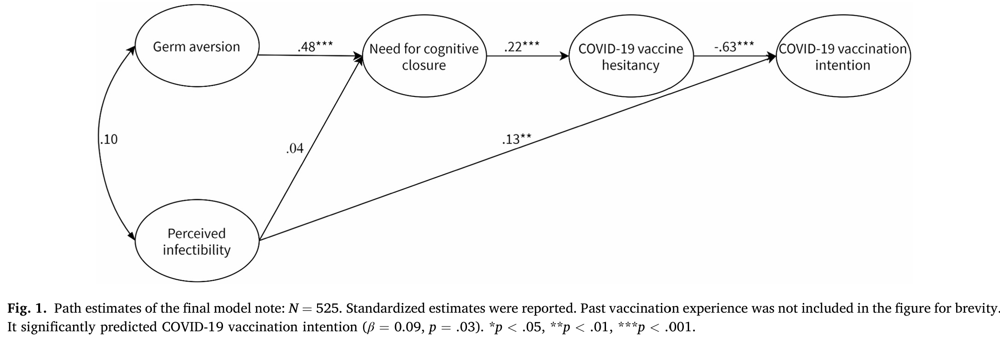 Germ aversion
.48***
Need for cognitive
closure
.22***
COVID-19 vaccine
hesitancy
-.63***
COVID-19 vaccination
intention
.10
.04
.13**
Perceived
infectibility
Fig. 1. Path estimates of the final model note: N = 525. Standardized estimates were reported. Past vaccination experience was not included in the figure for brevity.
It significantly predicted COVID-19 vaccination intention (β = 0.09, p = .03). *p < .05, **p < .01, ***p < .001.